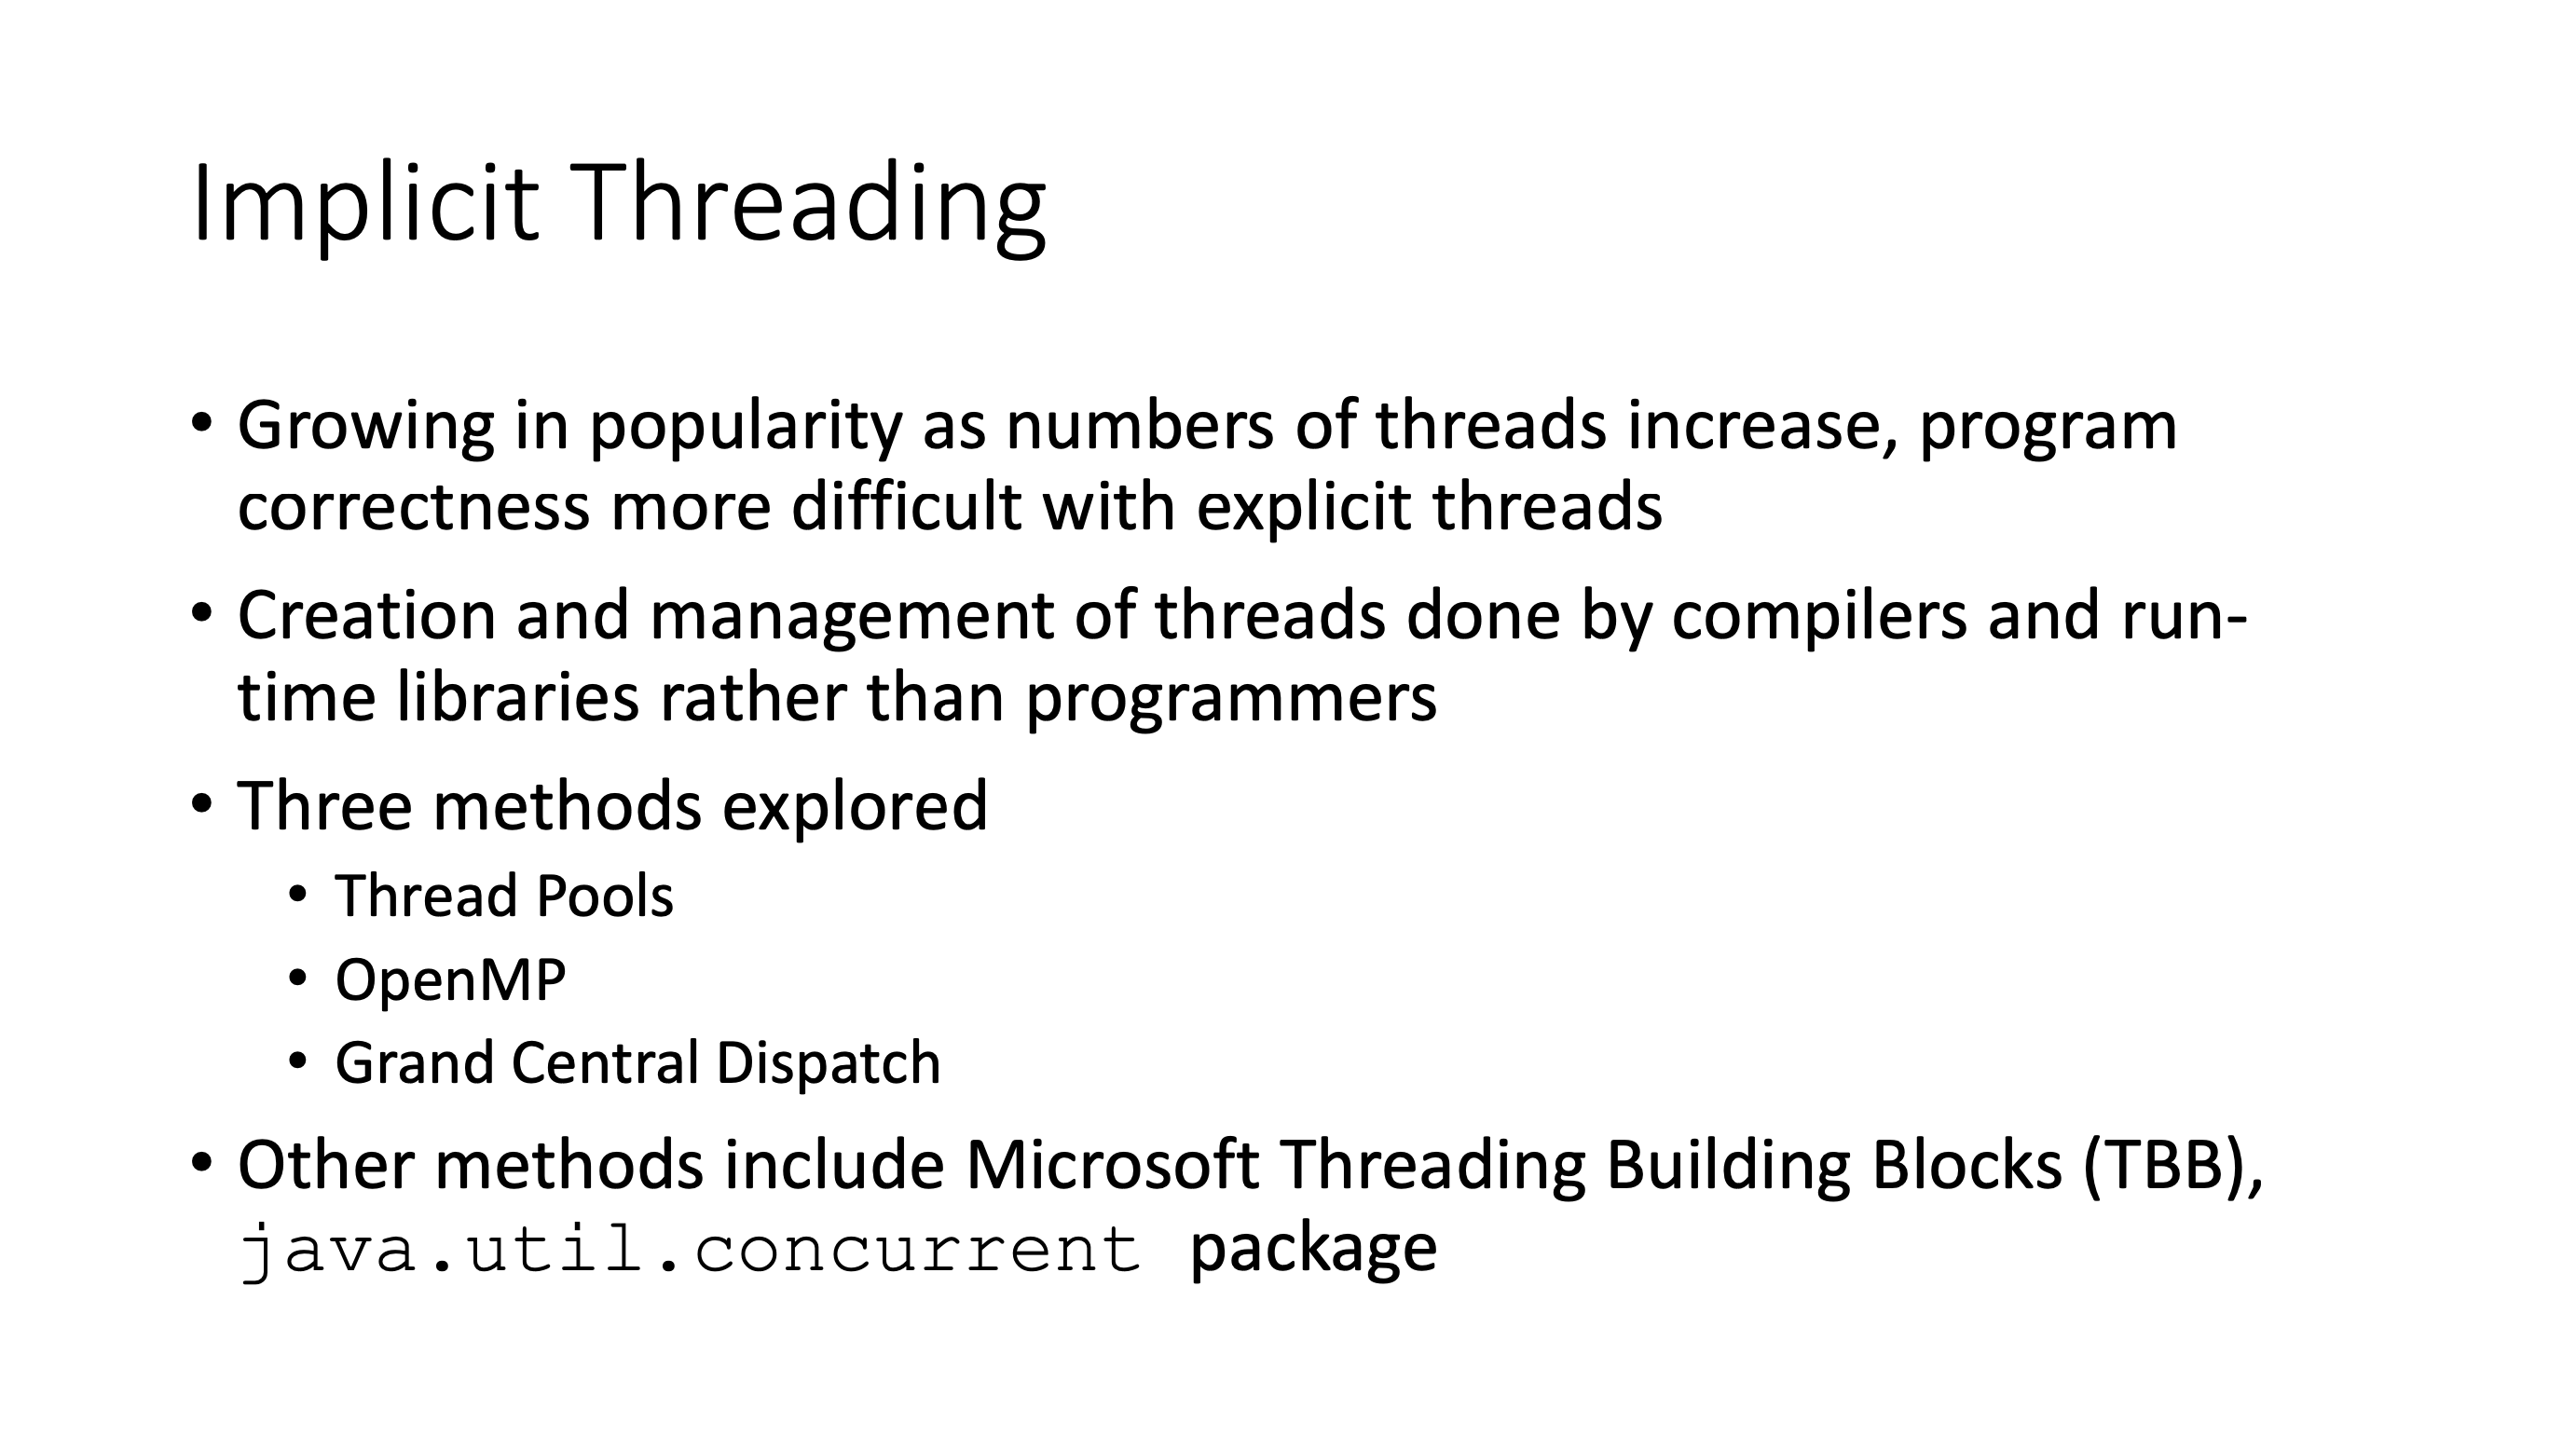 Implicit Threading
• Growing in popularity as numbers of threads increase, program
correctness more difficult with explicit threads
• Creation and management of threads done by compilers and run-
time libraries rather than programmers
• Three methods explored
• Thread Pools
• OpenMP
• Grand Central Dispatch
• Other methods include Microsoft Threading Building Blocks (TBB),
java.util.concurrent package